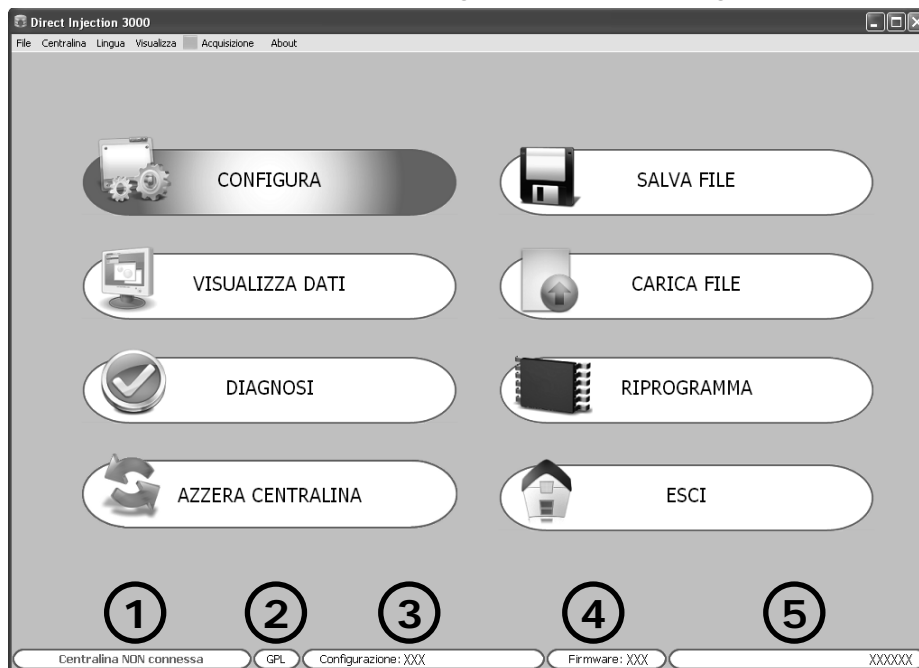 Direct Injection 3000
File Centralina Lingua Visualizza Acquisizione About
CONFIGURA
SALVA FILE
VISUALIZZA DATI
CARICA FILE
DIAGNOSI
RIPROGRAMMA
AZZERA CENTRALINA
ESCI
1 2 3 4 5
Centralina NON connessa GPL Configurazione: XXX Firmware: XXX XXXXXX